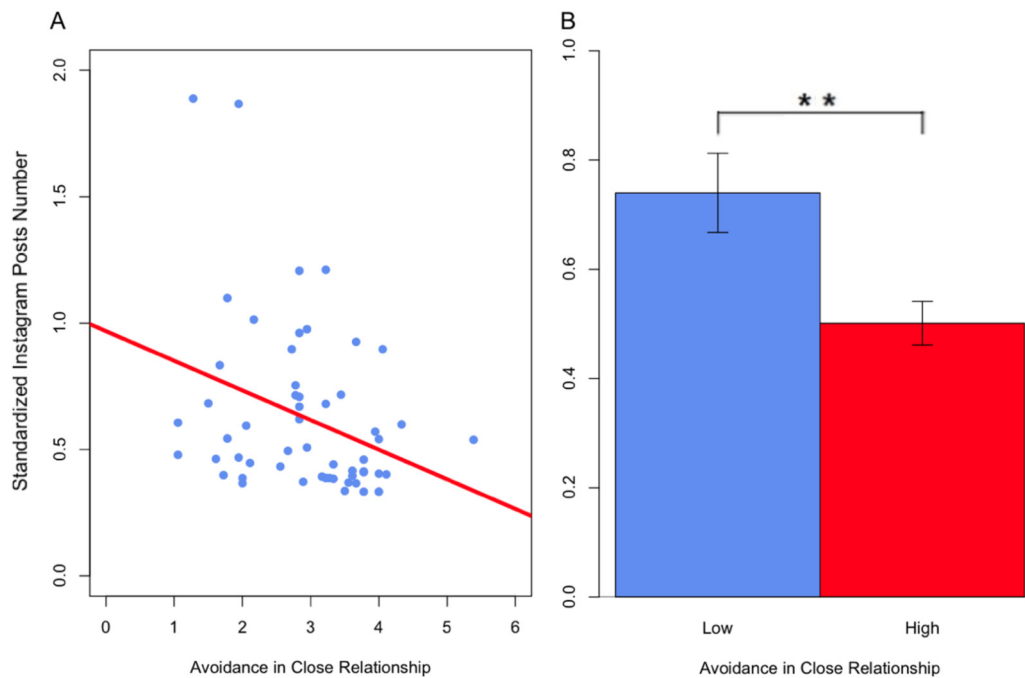 A
B
Standardized Instagram Posts Number
2.0
1.5
1.0
0.5
0.0
0 1 2 3 4 5 6
Avoidance in Close Relationship
1.0
0.8
0.6
0.4
0.2
0.0
**
Low High
Avoidance in Close Relationship